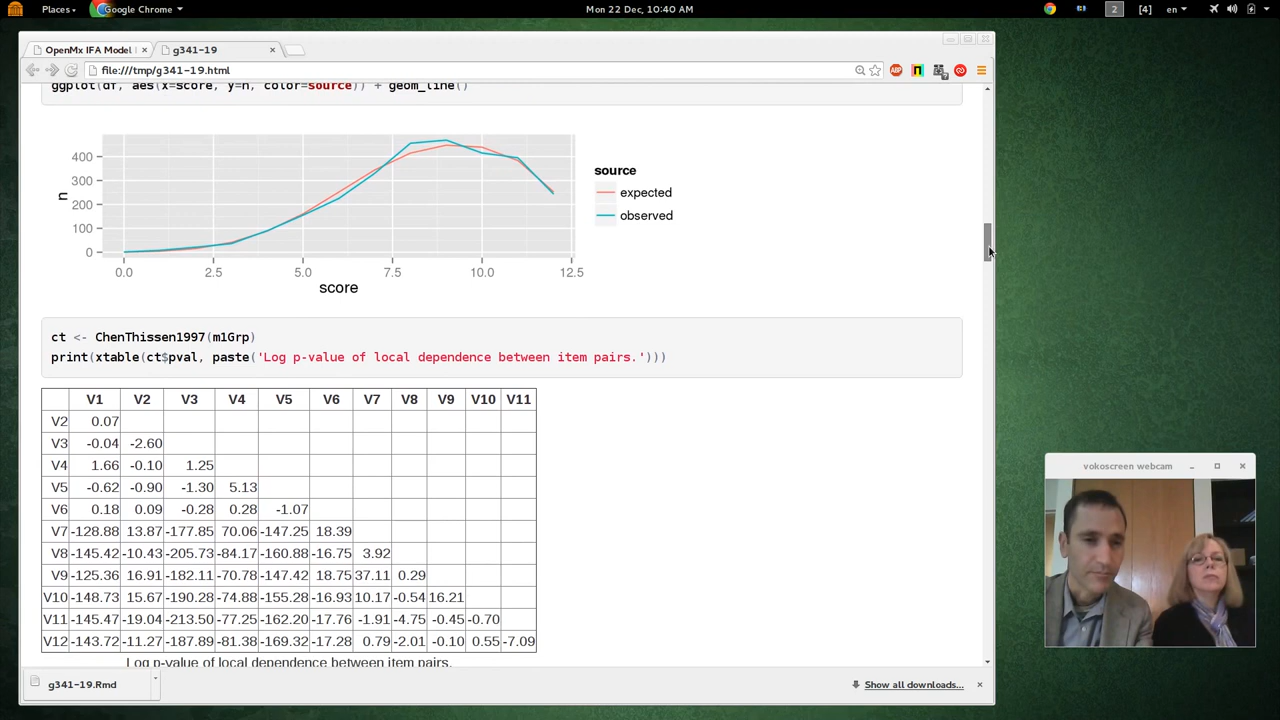 Places
Google Chrome
Mon 22 Dec, 10:40 AM
2
[4]
en
OpenMx IFA Model
g341-19
file:///tmp/g341-19.html
ABP
ggplot(df, aes(x=score, y=n, color=source)) + geom_line()
400
300
200
100
0
n
0.0 2.5 5.0 7.5 10.0 12.5
score
source
expected
observed
ct <- ChenThissen1997(m1Grp)
print(xtable(ct$pval, paste('Log p-value of local dependence between item pairs.')))
V1 V2 V3 V4 V5 V6 V7 V8 V9 V10 V11
V2 0.07
V3 -0.04 -2.60
V4 1.66 -0.10 1.25
V5 -0.62 -0.90 -1.30 5.13
V6 0.18 0.09 -0.28 0.28 -1.07
V7 -128.88 13.87 -177.85 70.06 -147.25 18.39
V8 -145.42 -10.43 -205.73 -84.17 -160.88 -16.75 3.92
V9 -125.36 16.91 -182.11 -70.78 -147.42 18.75 37.11 0.29
V10 -148.73 15.67 -190.28 -74.88 -155.28 -16.93 10.17 -0.54 16.21
V11 -145.47 -19.04 -213.50 -77.25 -162.20 -17.76 -1.91 -4.75 -0.45 -0.70
V12 -143.72 -11.27 -187.89 -81.38 -169.32 -17.28 0.79 -2.01 -0.10 0.55 -7.09
Log p-value of local dependence between item pairs.
g341-19.Rmd
Show all downloads...
vokoscreen webcam